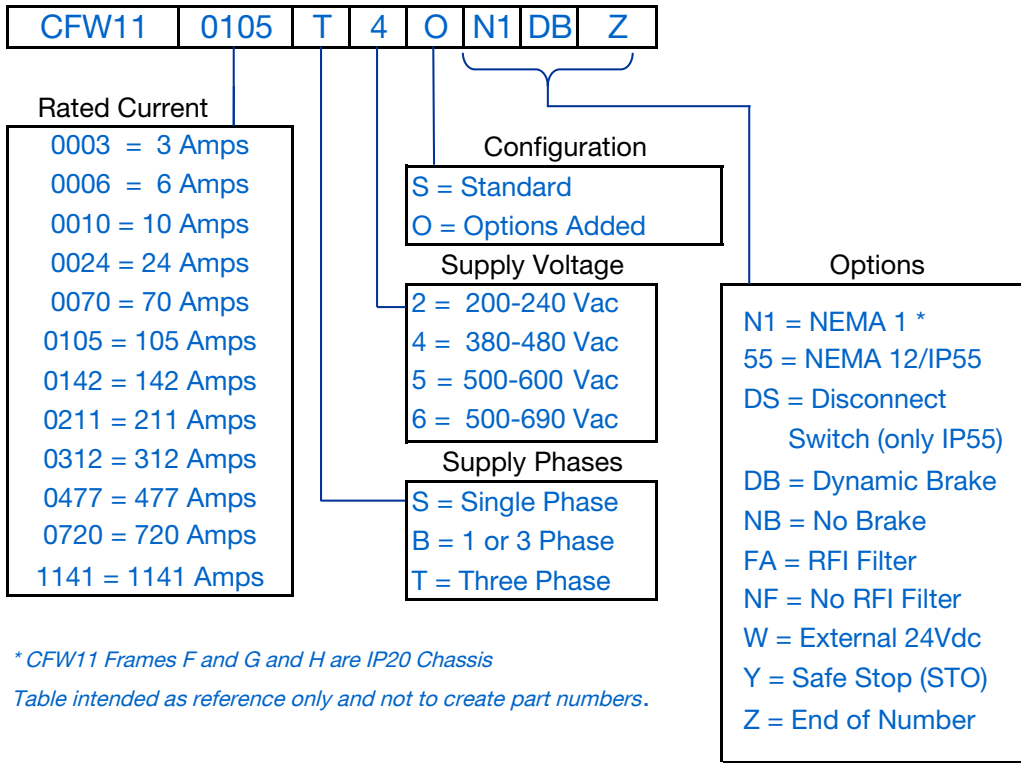 CFW11 0105 T 4 O N1 DB Z
Rated Current
0003 = 3 Amps
0006 = 6 Amps
0010 = 10 Amps
0024 = 24 Amps
0070 = 70 Amps
0105 = 105 Amps
0142 = 142 Amps
0211 = 211 Amps
0312 = 312 Amps
0477 = 477 Amps
0720 = 720 Amps
1141 = 1141 Amps
Configuration
S = Standard
O = Options Added
Supply Voltage
2 = 200-240 Vac
4 = 380-480 Vac
5 = 500-600 Vac
6 = 500-690 Vac
Supply Phases
S = Single Phase
B = 1 or 3 Phase
T = Three Phase
Options
N1 = NEMA 1 *
55 = NEMA 12/IP55
DS = Disconnect
Switch (only IP55)
DB = Dynamic Brake
NB = No Brake
FA = RFI Filter
NF = No RFI Filter
W = External 24Vdc
Y = Safe Stop (STO)
Z = End of Number
* CFW11 Frames F and G and H are IP20 Chassis
Table intended as reference only and not to create part numbers.